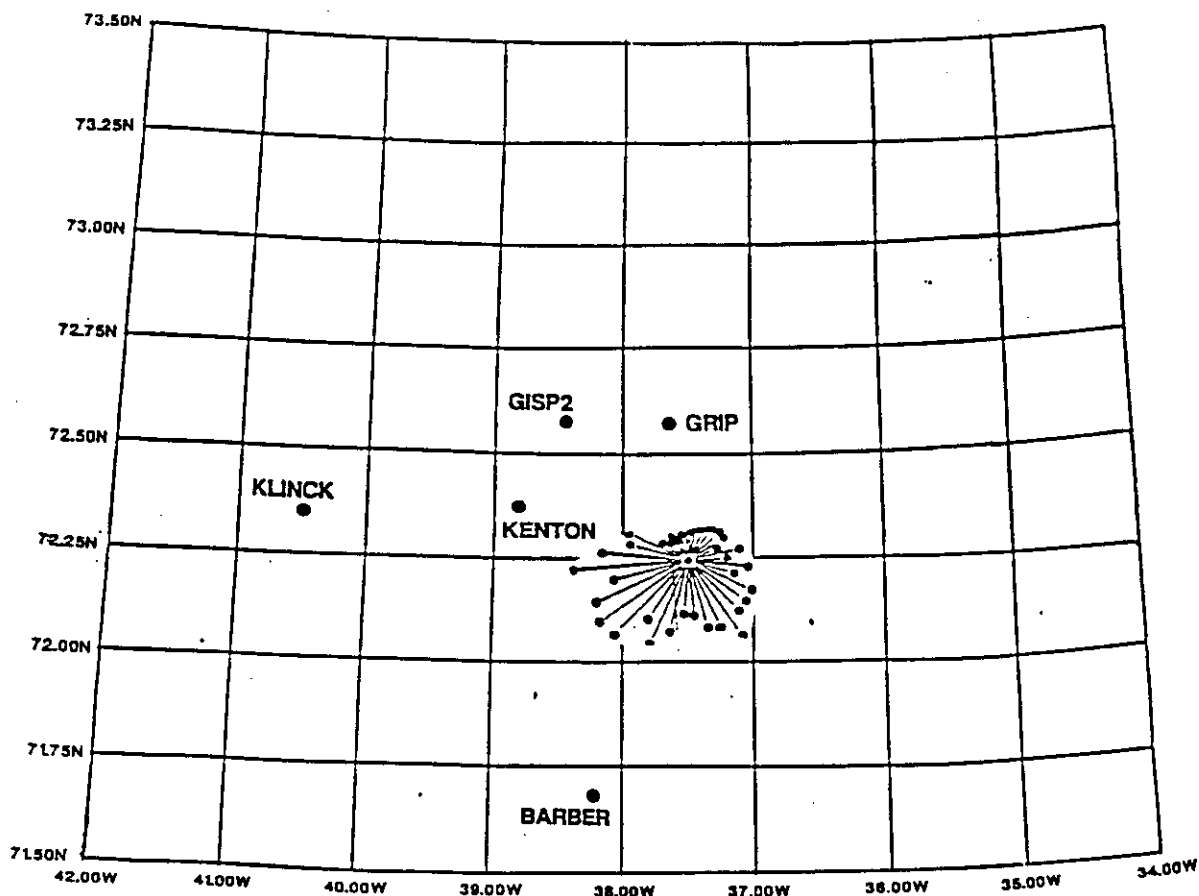 73.50N
73.25N
73.00N
72.75N
GISP2
GRIP
72.50N
KLINCK
KENTON
72.25N
72.00N
71.75N
BARBER
71.50N
42.00W 41.00W 40.00W 39.00W 38.00W 37.00W 36.00W 35.00W 34.00W